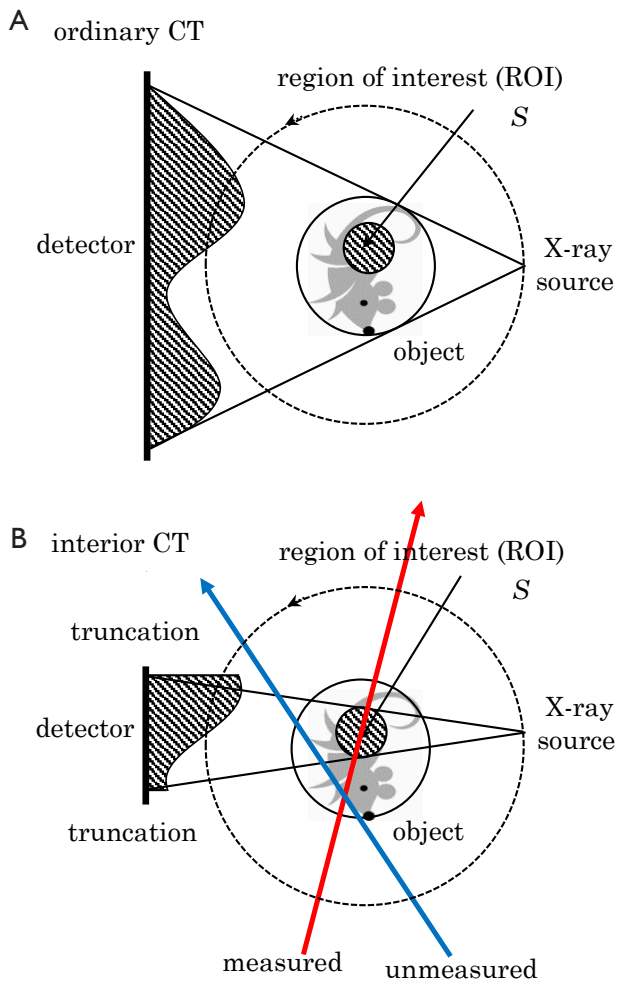 A
ordinary CT
region of interest (ROI)
S
detector
X-ray
source
object
B
interior CT
region of interest (ROI)
S
truncation
detector
X-ray
source
truncation
object
measured
unmeasured